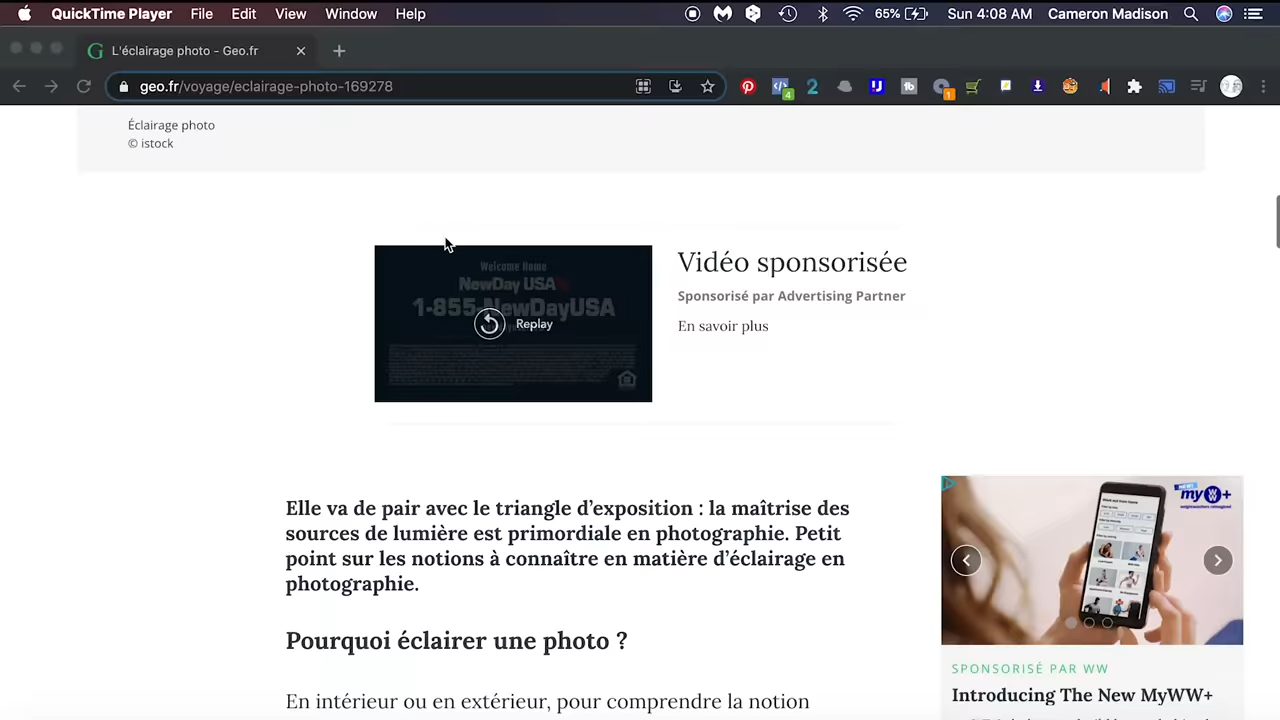 QuickTime Player File Edit View Window Help 65% Sun 4:08 AM Cameron Madison
L'éclairage photo - Geo.fr
geo.fr/voyage/eclairage-photo-169278
Éclairage photo
© istock
Welcome Home
NewDay USA
1-855-NewDayUSA
Replay
Vidéo sponsorisée
Sponsorisé par Advertising Partner
En savoir plus
Elle va de pair avec le triangle d'exposition : la maîtrise des
sources de lumière est primordiale en photographie. Petit
point sur les notions à connaître en matière d'éclairage en
photographie.
Pourquoi éclairer une photo ?
En intérieur ou en extérieur, pour comprendre la notion
my WW+
SPONSORISÉ PAR WW
Introducing The New MyWW+